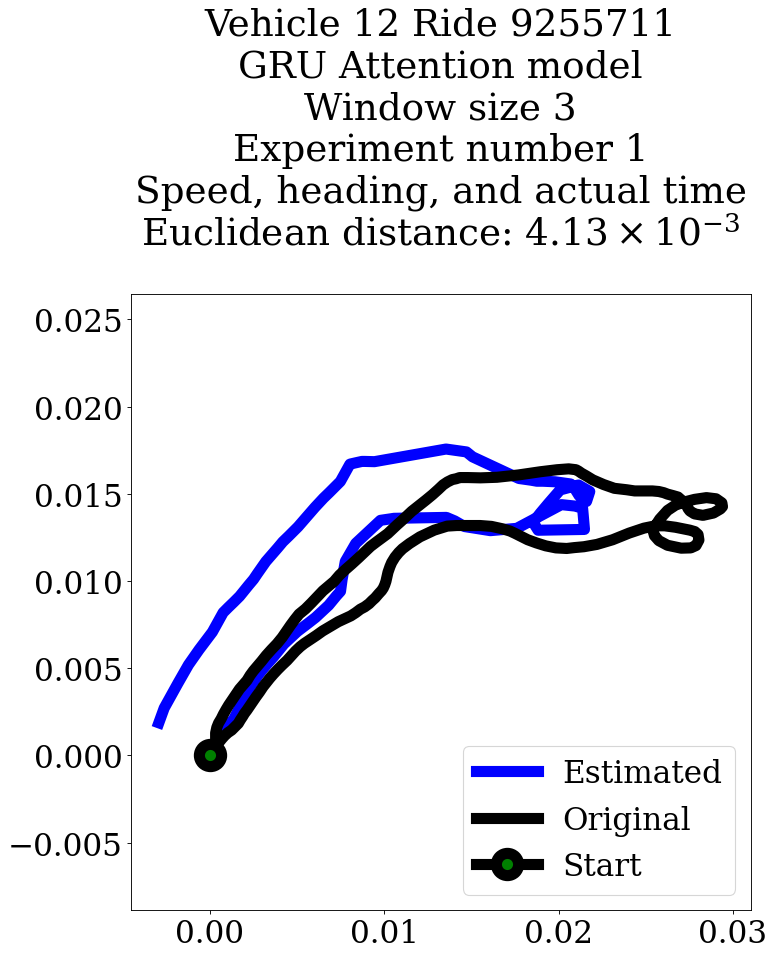 Vehicle 12 Ride 9255711
GRU Attention model
Window size 3
Experiment number 1
Speed, heading, and actual time
Euclidean distance: 4.13 × 10⁻³
0.025
0.020
0.015
0.010
0.005
0.000
−0.005
Estimated
Original
Start
0.00 0.01 0.02 0.03